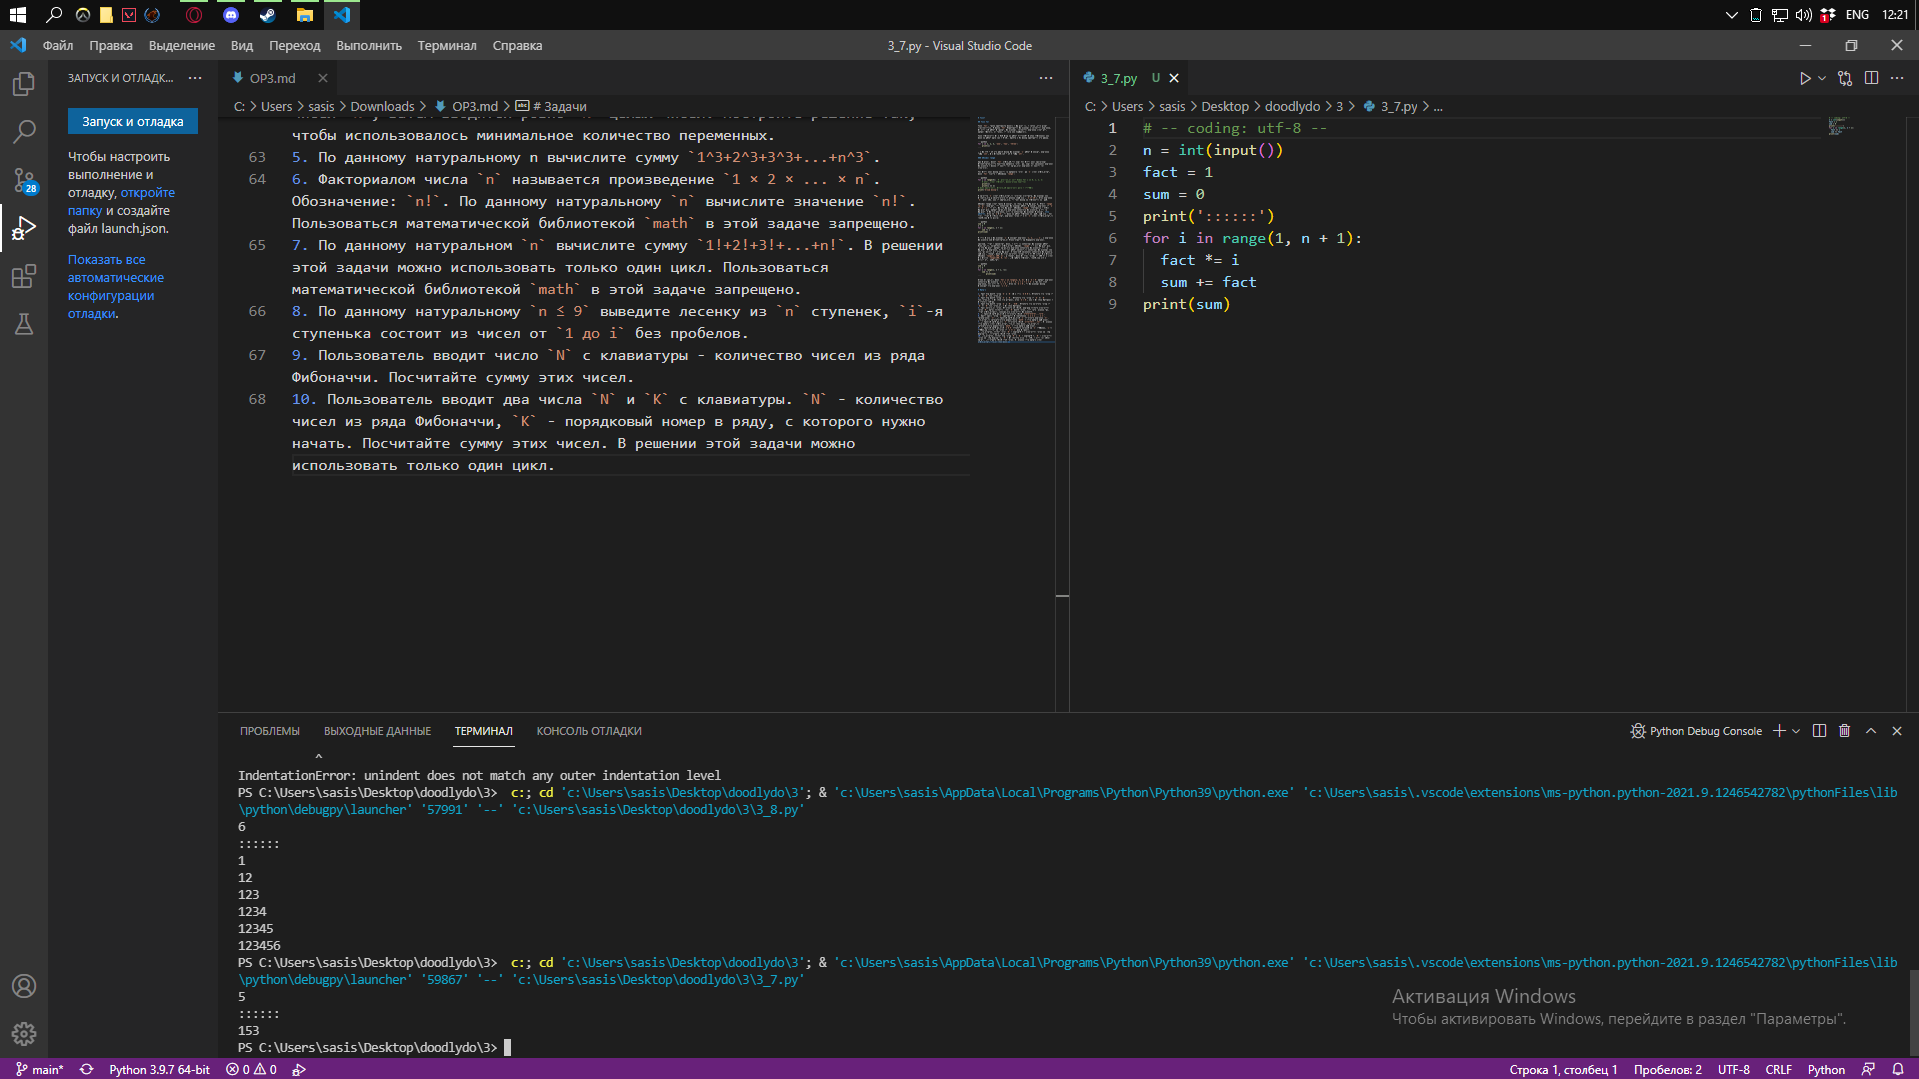 ENG
12:21
Файл Правка Выделение Вид Переход Выполнить Терминал Справка
3_7.py - Visual Studio Code
ЗАПУСК И ОТЛАДК...
Запуск и отладка
Чтобы настроить
выполнение и
отладку, откройте
папку и создайте
файл launch.json.
Показать все
автоматические
конфигурации
отладки.
28
OP3.md
C: > Users > sasis > Downloads > OP3.md > # Задачи
чтобы использовалось минимальное количество переменных.
63 5. По данному натуральному n вычислите сумму `1^3+2^3+3^3+...+n^3`.
64 6. Факториалом числа `n` называется произведение `1 × 2 × ... × n`.
Обозначение: `n!`. По данному натуральному `n` вычислите значение `n!`.
Пользоваться математической библиотекой `math` в этой задаче запрещено.
65 7. По данному натуральном `n` вычислите сумму `1!+2!+3!+...+n!`. В решении
этой задачи можно использовать только один цикл. Пользоваться
математической библиотекой `math` в этой задаче запрещено.
66 8. По данному натуральному `n ≤ 9` выведите лесенку из `n` ступенек, `i`-я
ступенька состоит из чисел от `1 до i` без пробелов.
67 9. Пользователь вводит число `N` с клавиатуры - количество чисел из ряда
Фибоначчи. Посчитайте сумму этих чисел.
68 10. Пользователь вводит два числа `N` и `K` с клавиатуры. `N` - количество
чисел из ряда Фибоначчи, `K` - порядковый номер в ряду, с которого нужно
начать. Посчитайте сумму этих чисел. В решении этой задачи можно
использовать только один цикл.
3_7.py U
C: > Users > sasis > Desktop > doodlydo > 3 > 3_7.py > ...
1 # -- coding: utf-8 --
2 n = int(input())
3 fact = 1
4 sum = 0
5 print('::::::')
6 for i in range(1, n + 1):
7 fact *= i
8 sum += fact
9 print(sum)
ПРОБЛЕМЫ ВЫХОДНЫЕ ДАННЫЕ ТЕРМИНАЛ КОНСОЛЬ ОТЛАДКИ
Python Debug Console
^
IndentationError: unindent does not match any outer indentation level
PS C:\Users\sasis\Desktop\doodlydo\3> c:; cd 'c:\Users\sasis\Desktop\doodlydo\3'; & 'c:\Users\sasis\AppData\Local\Programs\Python\Python39\python.exe' 'c:\Users\sasis\.vscode\extensions\ms-python.python-2021.9.1246542782\pythonFiles\lib
\python\debugpy\launcher' '57991' '--' 'c:\Users\sasis\Desktop\doodlydo\3\3_8.py'
6
::::::
1
12
123
1234
12345
123456
PS C:\Users\sasis\Desktop\doodlydo\3> c:; cd 'c:\Users\sasis\Desktop\doodlydo\3'; & 'c:\Users\sasis\AppData\Local\Programs\Python\Python39\python.exe' 'c:\Users\sasis\.vscode\extensions\ms-python.python-2021.9.1246542782\pythonFiles\lib
\python\debugpy\launcher' '59867' '--' 'c:\Users\sasis\Desktop\doodlydo\3\3_7.py'
5
::::::
153
PS C:\Users\sasis\Desktop\doodlydo\3>
Активация Windows
Чтобы активировать Windows, перейдите в раздел "Параметры".
main* Python 3.9.7 64-bit 0 0
Строка 1, столбец 1 Пробелов: 2 UTF-8 CRLF Python